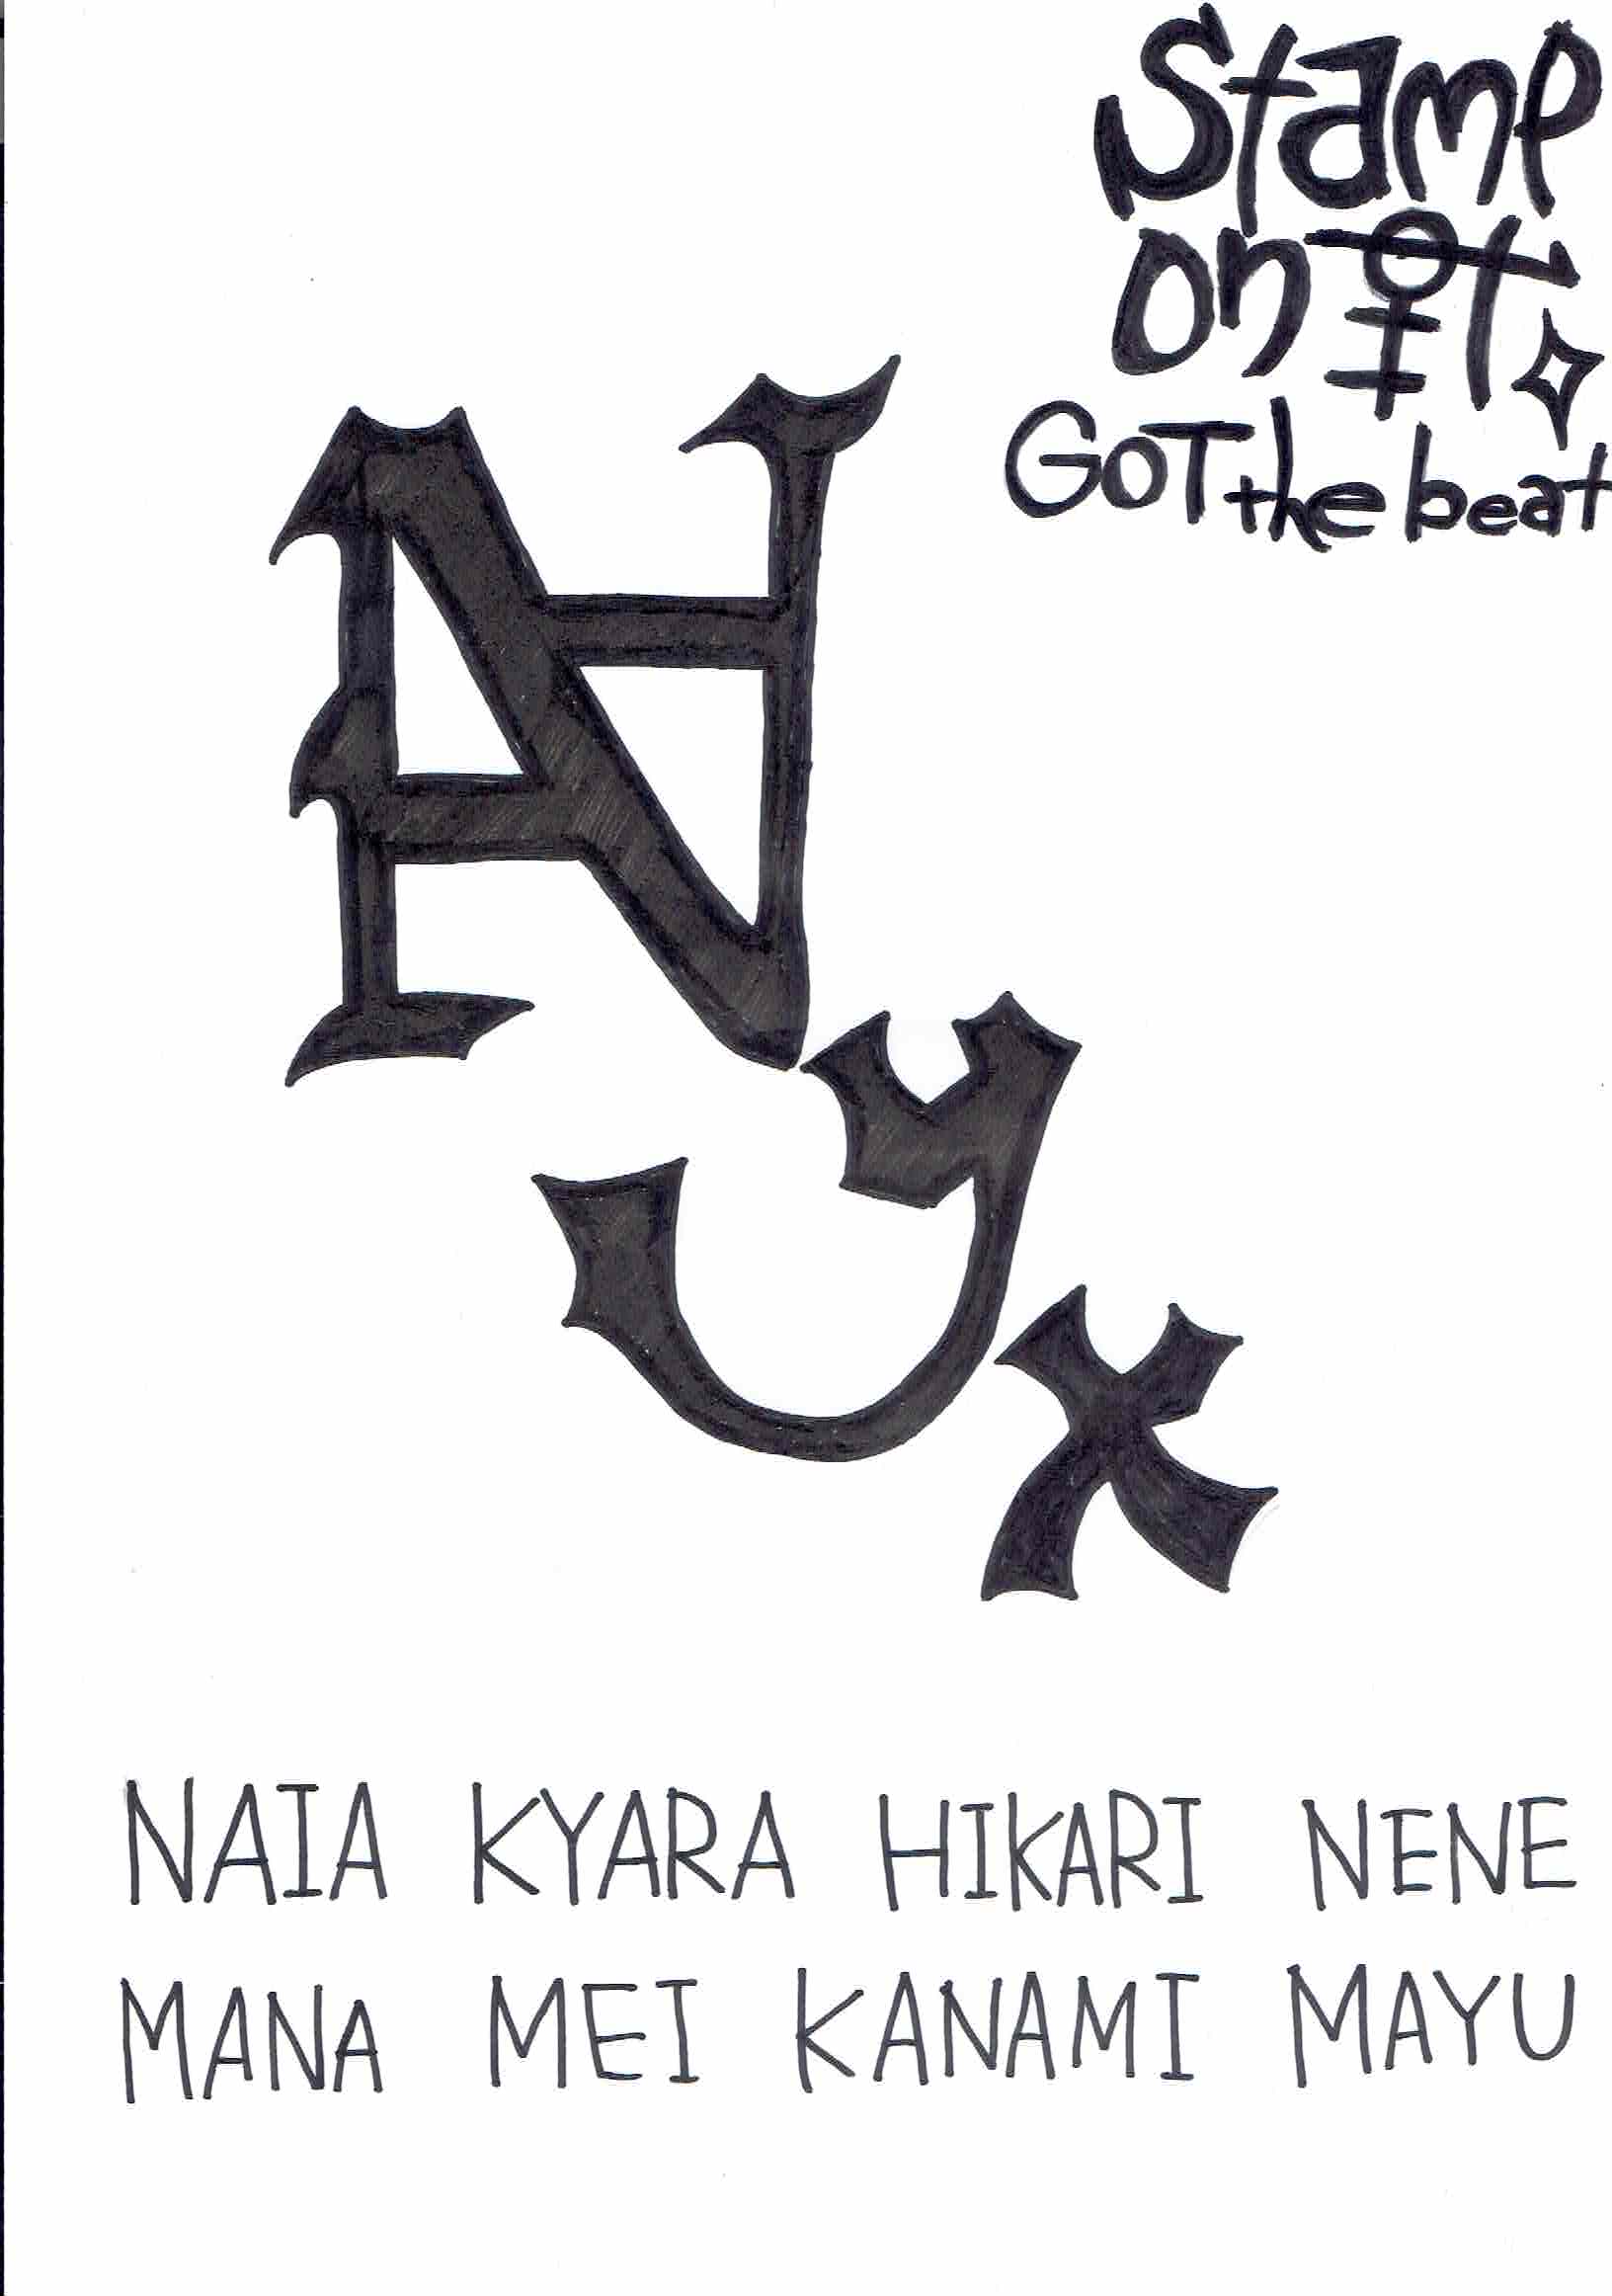 Stamp
on it
GOT the beat
NAIA KYARA HIKARI NENE
MANA MEI KANAMI MAYU